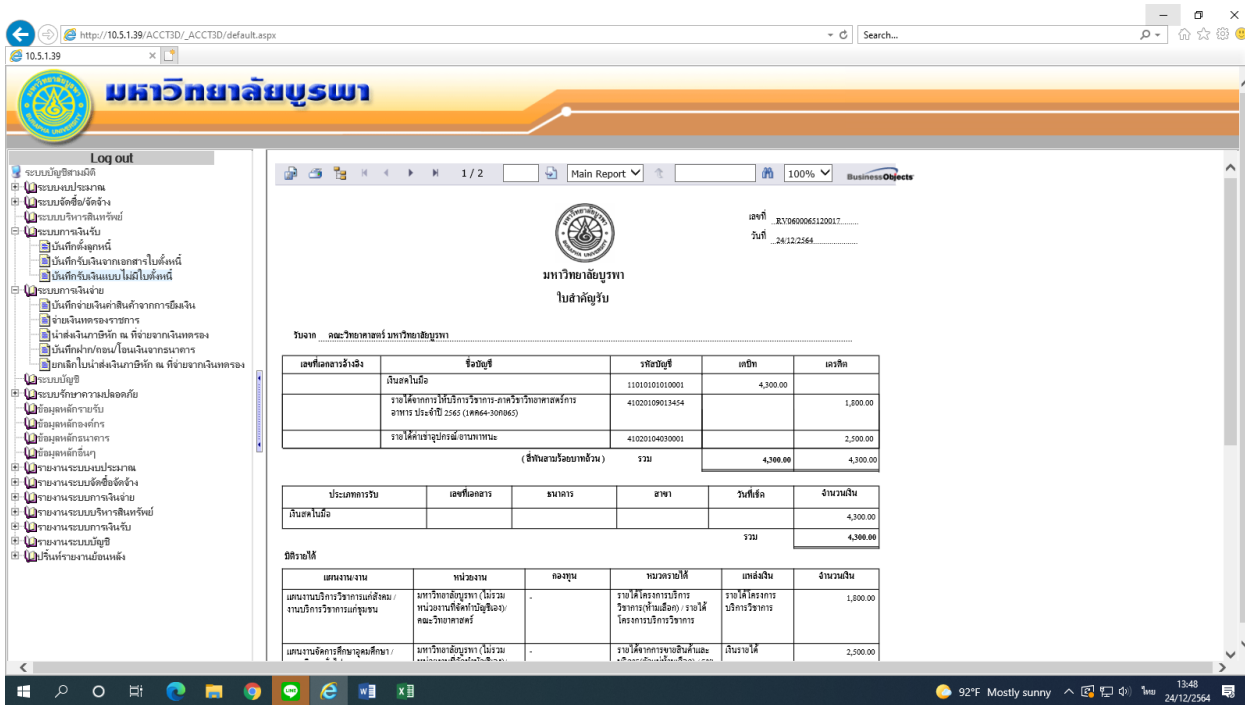 http://10.5.1.39/ACCT3D/_ACCT3D/default.aspx
Search...
10.5.1.39
มหาวิทยาลัยบูรพา
Log out
ระบบบัญชีสามมิติ
ระบบงบประมาณ
ระบบจัดซื้อ/จัดจ้าง
ระบบบริหารสินทรัพย์
ระบบการเงินรับ
บันทึกตั้งลูกหนี้
บันทึกรับเงินจากเอกสารใบตั้งหนี้
บันทึกรับเงินแบบไม่มีใบตั้งหนี้
ระบบการเงินจ่าย
บันทึกจ่ายเงินค่าสินค้าจากการยืมเงิน
จ่ายเงินทดรองราชการ
นำส่งเงินภาษีหัก ณ ที่จ่ายจากเงินทดรอง
บันทึกฝาก/ถอน/โอนเงินจากธนาคาร
ยกเลิกใบนำส่งเงินภาษีหัก ณ ที่จ่ายจากเงินทดรอง
ระบบบัญชี
ระบบรักษาความปลอดภัย
ข้อมูลหลักรายรับ
ข้อมูลหลักองค์กร
ข้อมูลหลักธนาคาร
ข้อมูลหลักอื่นๆ
รายงานระบบงบประมาณ
รายงานระบบจัดซื้อจัดจ้าง
รายงานระบบการเงินจ่าย
รายงานระบบบริหารสินทรัพย์
รายงานระบบการเงินรับ
รายงานระบบบัญชี
ปริ้นท์รายงานย้อนหลัง
1 / 2 Main Report 100% BusinessObjects
เลขที่ RV0600065120017
วันที่ 24/12/2564
มหาวิทยาลัยบูรพา
ใบสำคัญรับ
รับจาก คณะวิทยาศาสตร์ มหาวิทยาลัยบูรพา
เลขที่เอกสารอ้างอิง ชื่อบัญชี รหัสบัญชี เดบิท เครดิต
เงินสดในมือ 11010101010001 4,300.00
รายได้จากการให้บริการวิชาการ-ภาควิชาวิทยาศาสตร์การ 41020109013454 1,800.00
อาหาร ประจำปี 2565 (1ตค64-30กย65)
รายได้ค่าเช่าอุปกรณ์/ยานพาหนะ 41020104030001 2,500.00
( สี่พันสามร้อยบาทถ้วน ) รวม 4,300.00 4,300.00
ประเภทการรับ เลขที่เอกสาร ธนาคาร สาขา วันที่เช็ค จำนวนเงิน
เงินสดในมือ 4,300.00
รวม 4,300.00
มิติรายได้
แผนงาน/งาน หน่วยงาน กองทุน หมวดรายได้ แหล่งเงิน จำนวนเงิน
แผนงานบริการวิชาการแก่สังคม / มหาวิทยาลัยบูรพา (ไม่รวม - รายได้โครงการบริการ รายได้โครงการ 1,800.00
งานบริการวิชาการแก่ชุมชน หน่วยงานที่จัดทำบัญชีเอง)/ วิชาการ(ห้ามเลือก) / รายได้ บริการวิชาการ
คณะวิทยาศาสตร์ โครงการบริการวิชาการ
แผนงานจัดการศึกษาอุดมศึกษา / มหาวิทยาลัยบูรพา (ไม่รวม - รายได้จากการขายสินค้าและ เงินรายได้ 2,500.00
92°F Mostly sunny ไทย 13:48
24/12/2564